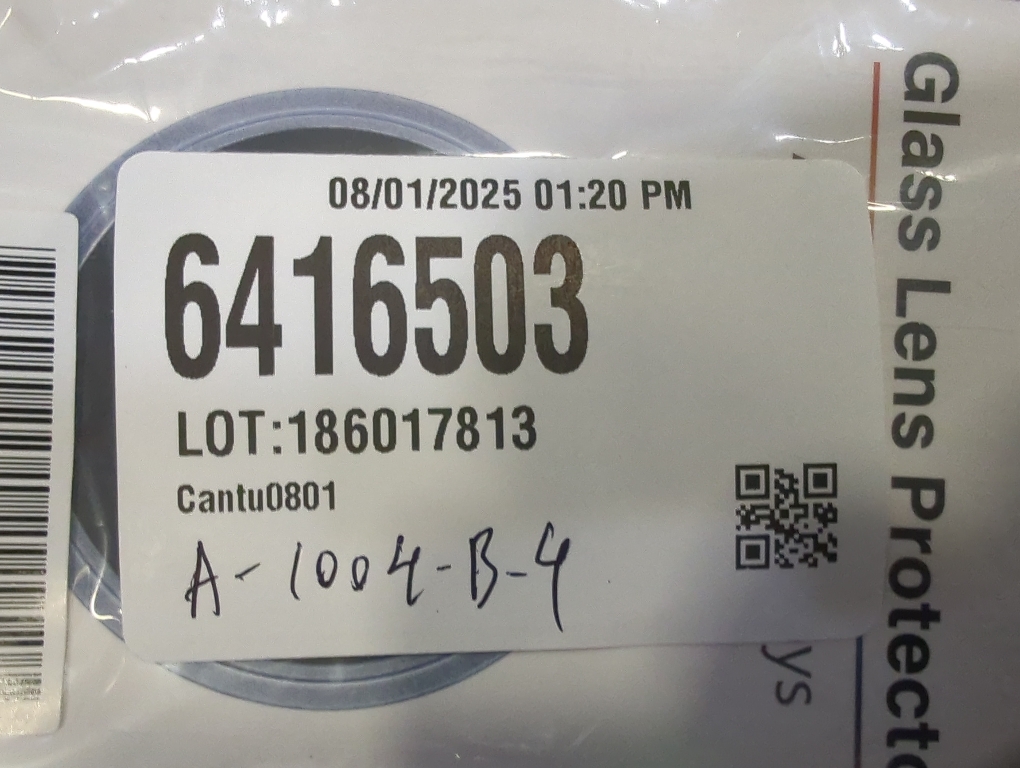 08/01/2025 01:20 PM
6416503
LOT:186017813
Cantu0801
A-1004-B-4
Glass Lens Protecto
ys